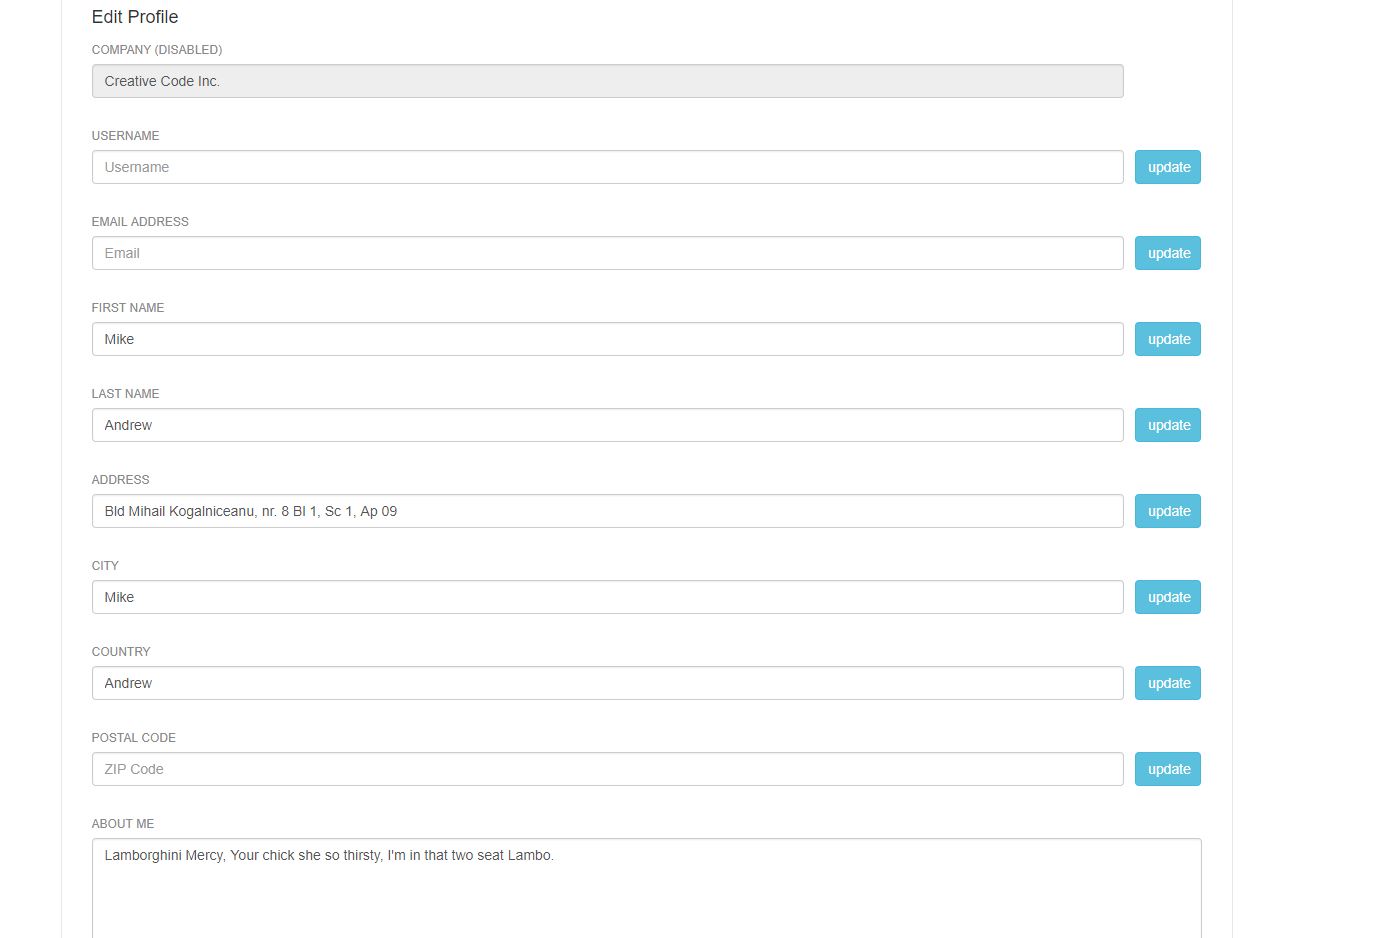 Edit Profile
COMPANY (DISABLED)
Creative Code Inc.
USERNAME
Username
update
EMAIL ADDRESS
Email
update
FIRST NAME
Mike
update
LAST NAME
Andrew
update
ADDRESS
Bld Mihail Kogalniceanu, nr. 8 Bl 1, Sc 1, Ap 09
update
CITY
Mike
update
COUNTRY
Andrew
update
POSTAL CODE
ZIP Code
update
ABOUT ME
Lamborghini Mercy, Your chick she so thirsty, I'm in that two seat Lambo.